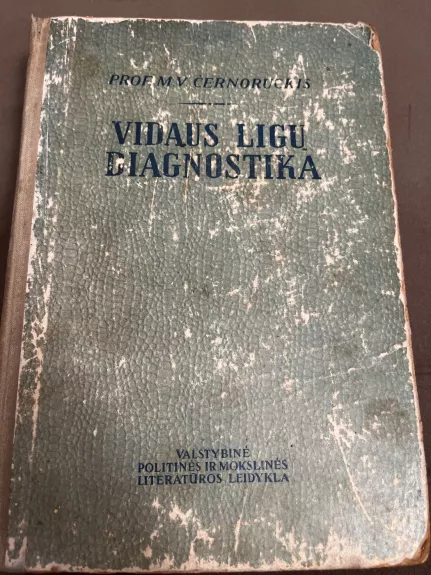 PROF. M. V. ČERNORUCKIS
VIDAUS LIGŲ
DIAGNOSTIKA
VALSTYBINĖ
POLITINĖS IR MOKSLINĖS
LITERATŪROS LEIDYKLA